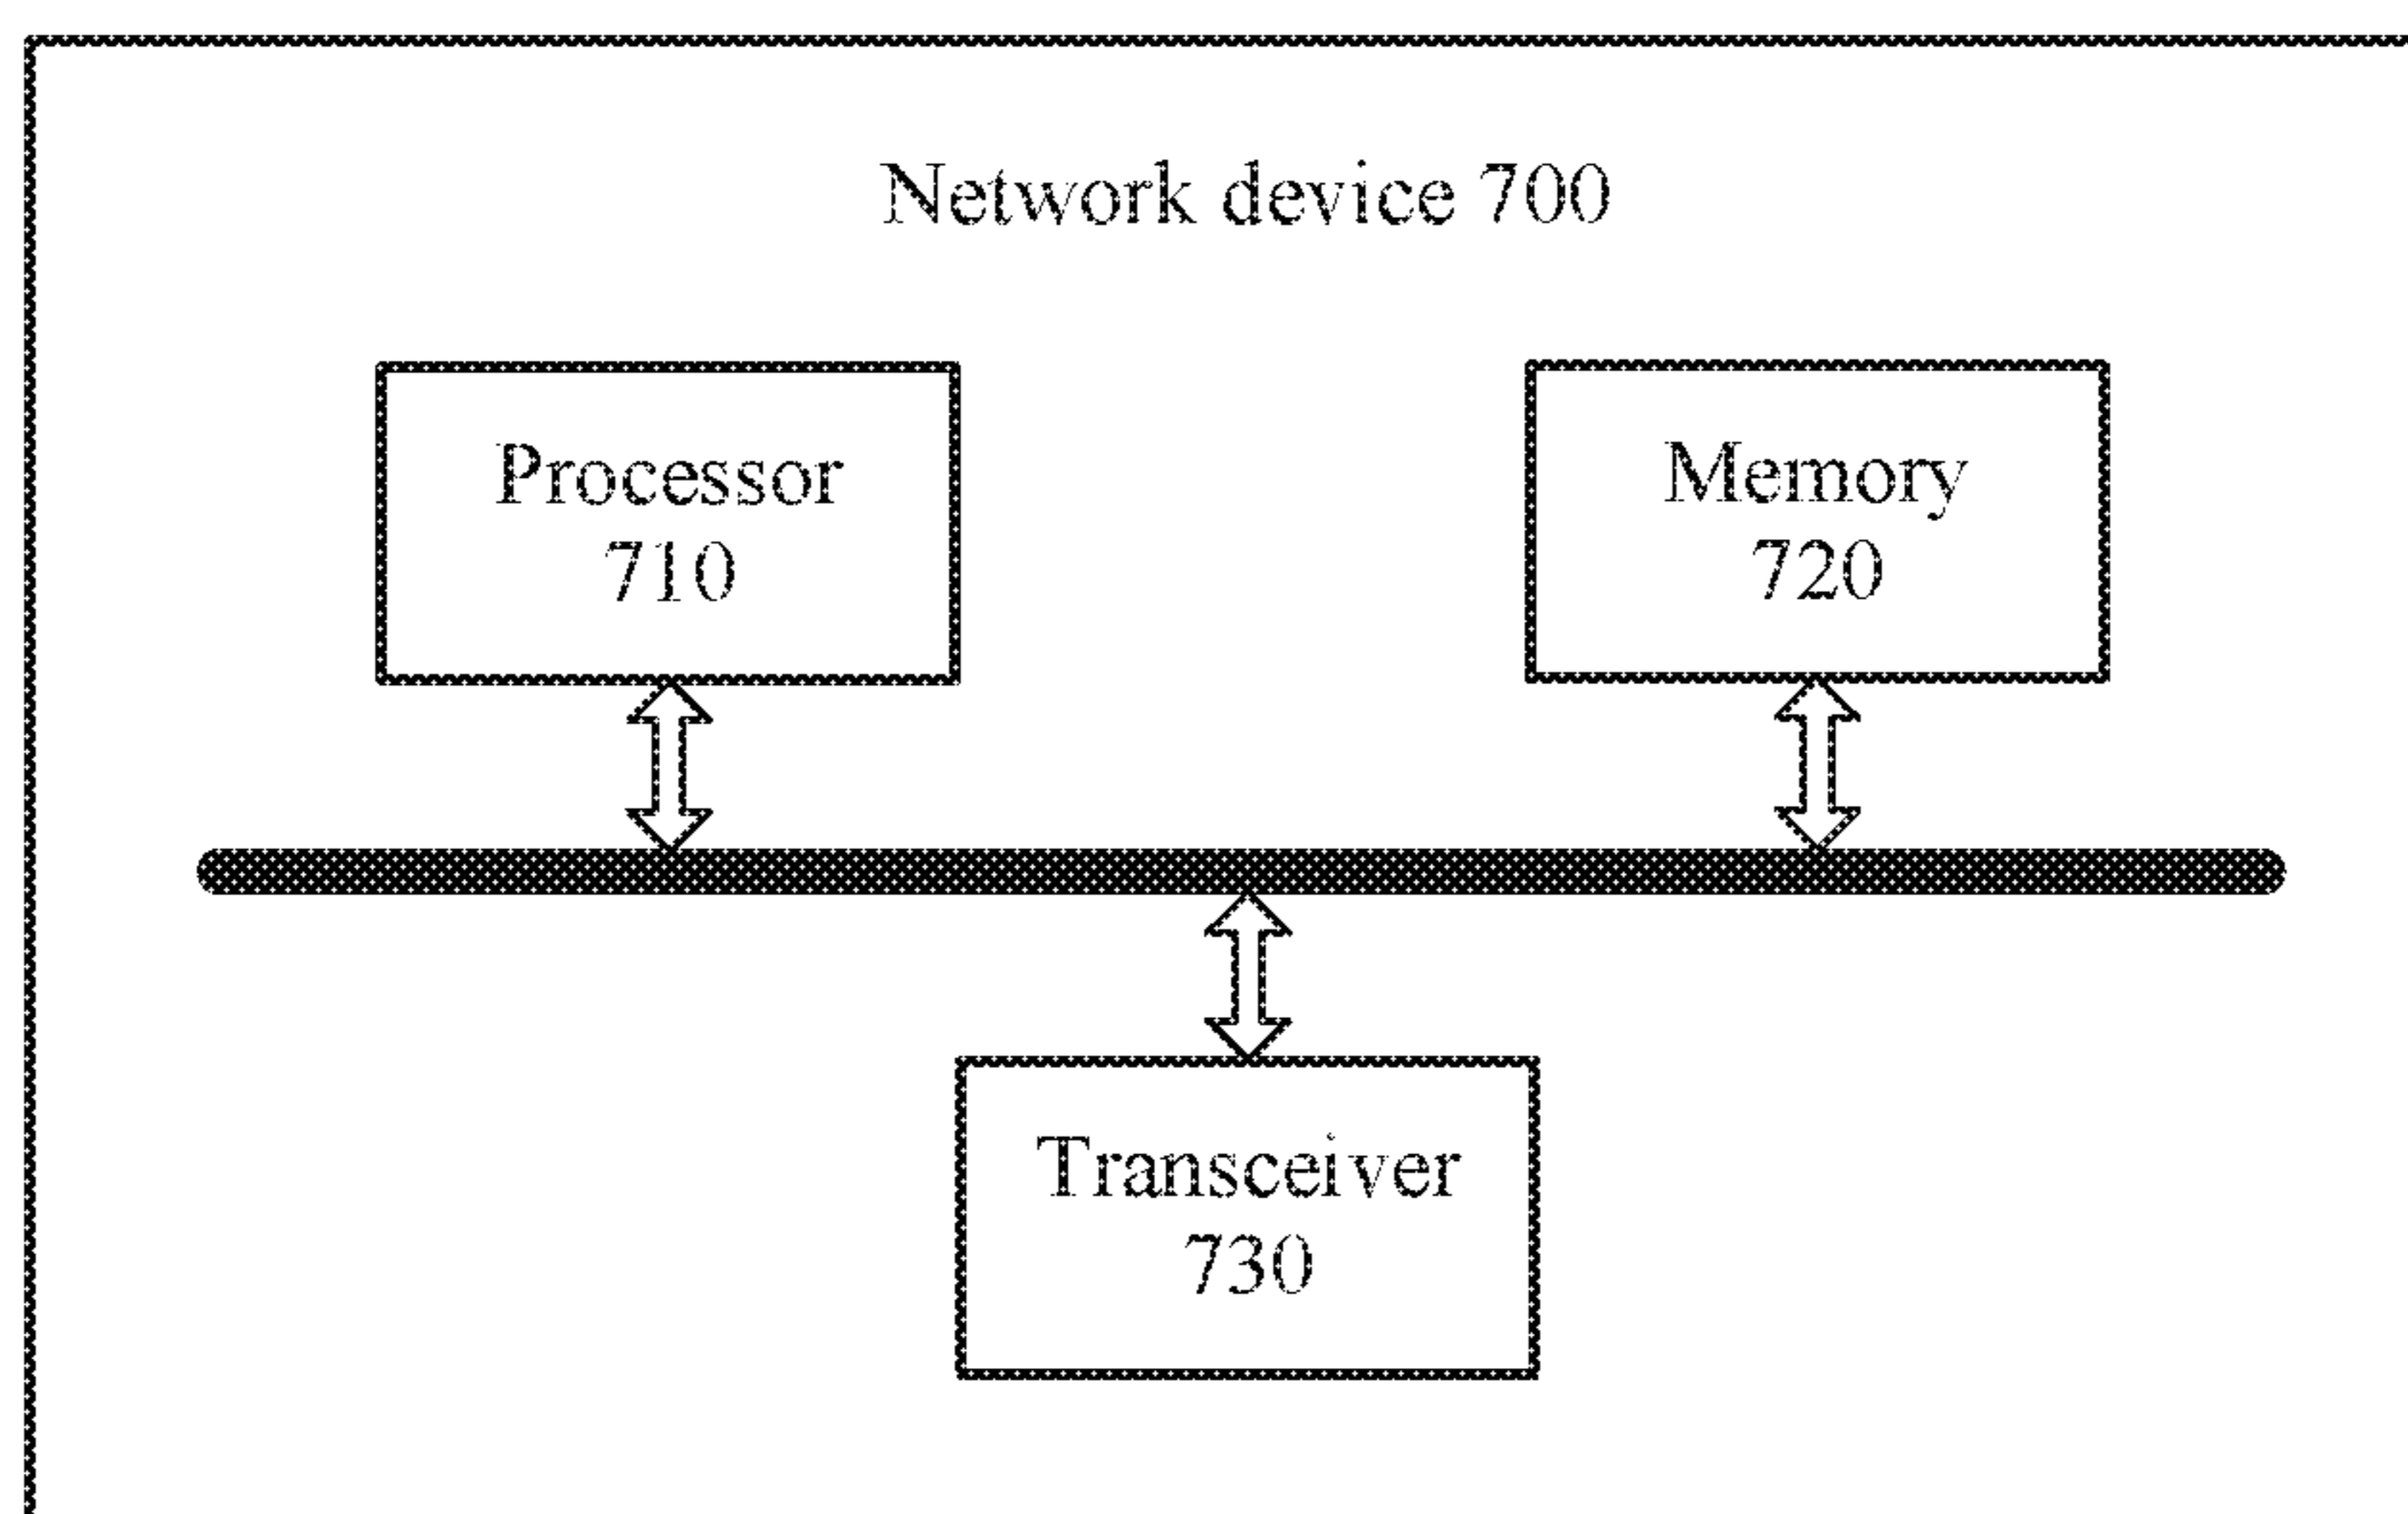 Network device 700
Processor
710
Memory
720
Transceiver
730